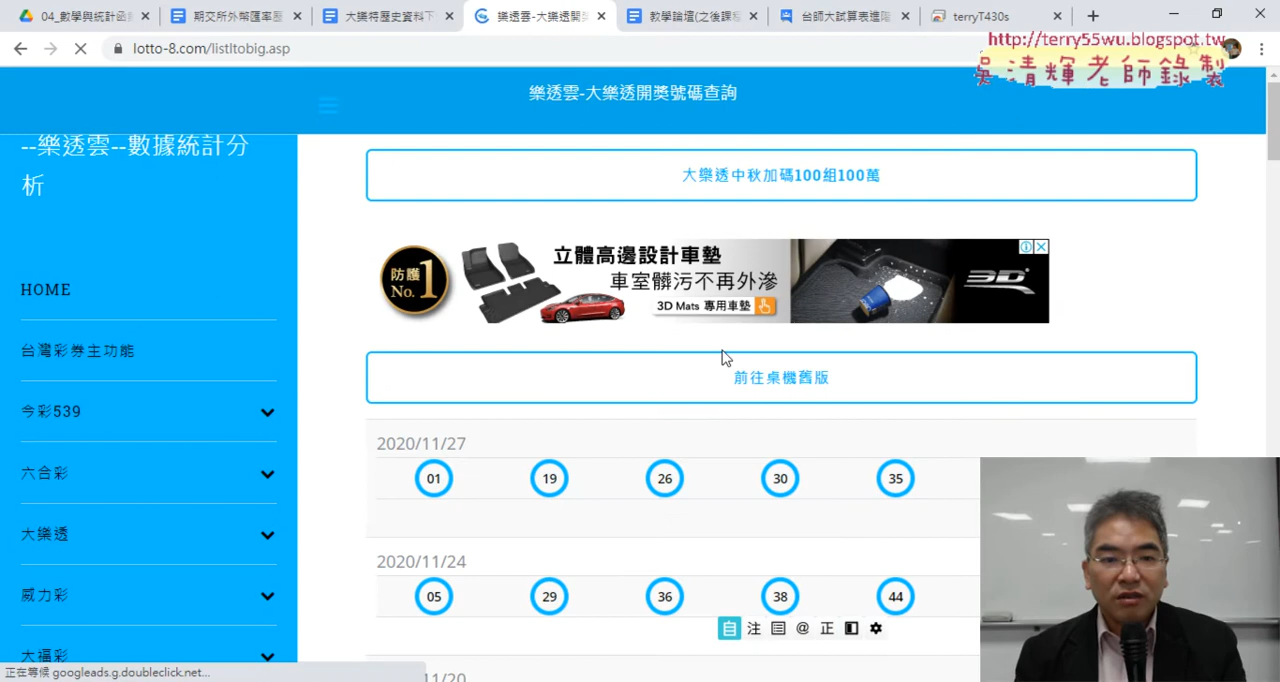 04_數學與統計函
期交所外幣匯率歷
大樂特歷史資料下
樂透雲-大樂透開獎
教學論壇(之後課程
台師大試算表進階
terryT430s
lotto-8.com/listltobig.asp
http://terry55wu.blogspot.tw
吳清輝老師錄製
樂透雲-大樂透開獎號碼查詢
--樂透雲--數據統計分
析
HOME
台灣彩券主功能
今彩539
六合彩
大樂透
威力彩
大福彩
大樂透中秋加碼100組100萬
防護
No. 1
立體高邊設計車墊
車室髒污不再外滲
3D Mats 專用車墊
3D
前往桌機舊版
2020/11/27
01 19 26 30 35
2020/11/24
05 29 36 38 44
自 注 @ 正
11/20
正在等候 googleads.g.doubleclick.net...